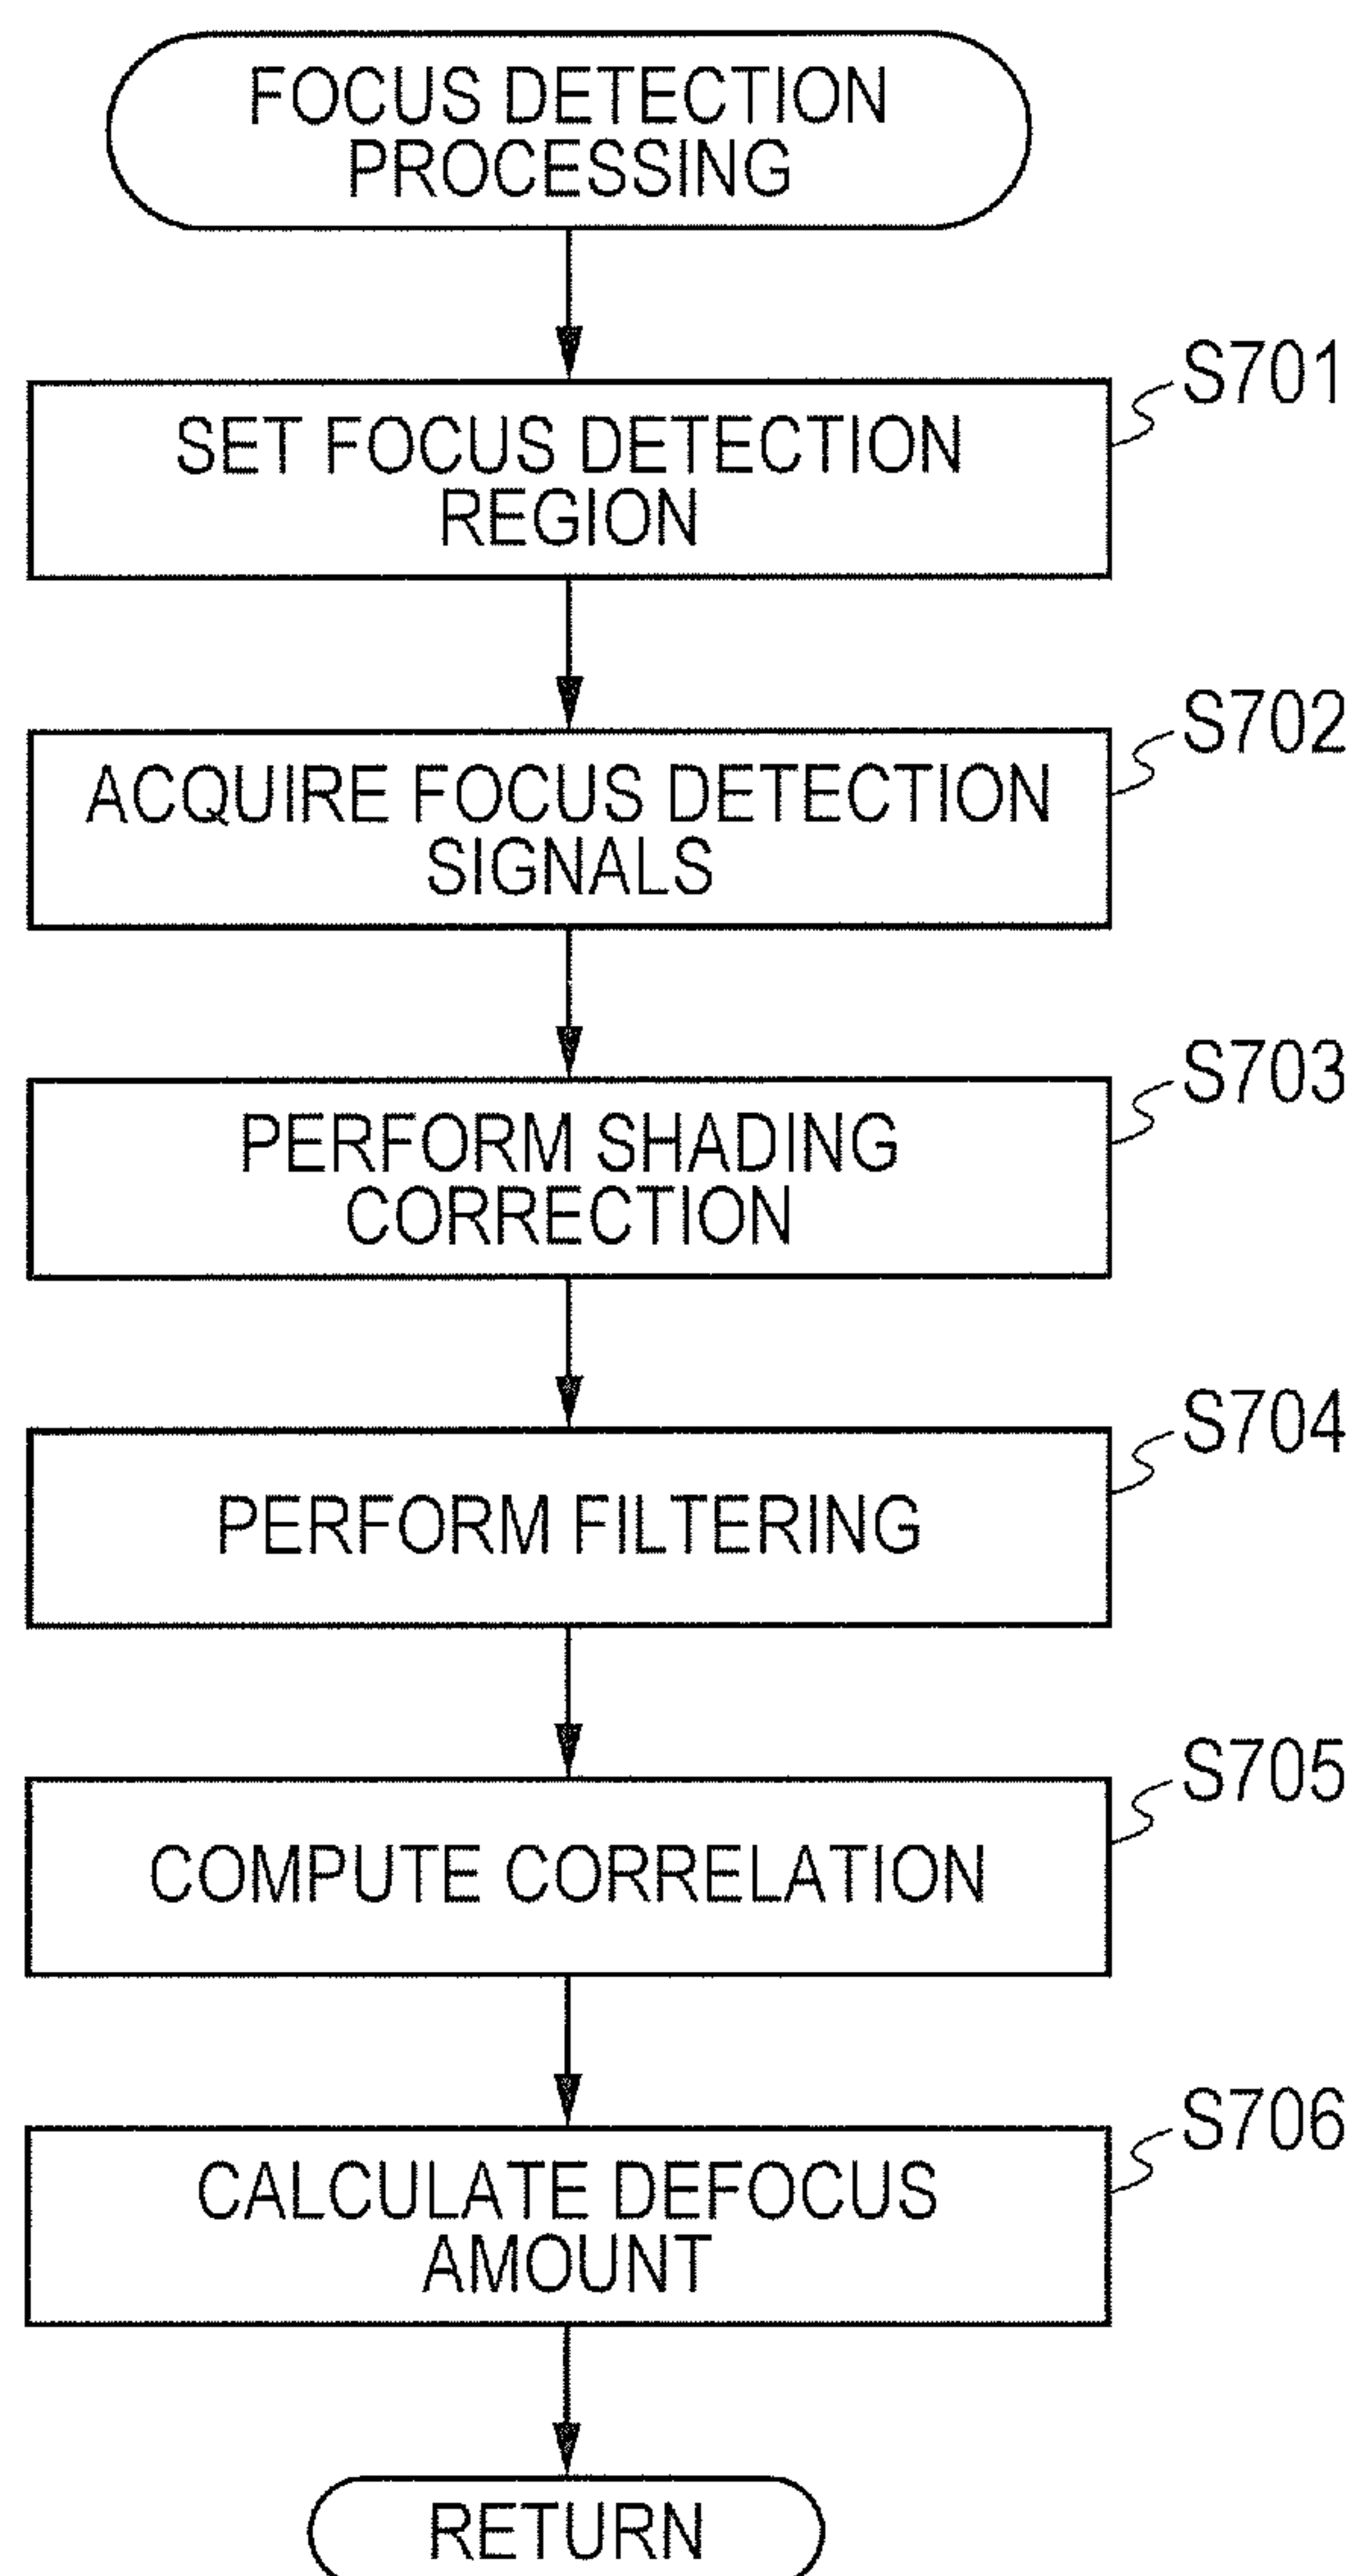 FOCUS DETECTION
PROCESSING
S701
SET FOCUS DETECTION
REGION
S702
ACQUIRE FOCUS DETECTION
SIGNALS
S703
PERFORM SHADING
CORRECTION
S704
PERFORM FILTERING
S705
COMPUTE CORRELATION
S706
CALCULATE DEFOCUS
AMOUNT
RETURN